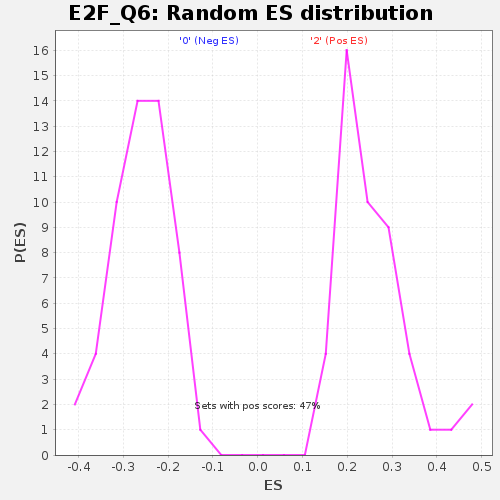 E2F_Q6: Random ES distribution
'0' (Neg ES)
'2' (Pos ES)
16
15
14
13
12
11
10
9
8
7
6
5
4
3
2
1
0
P(ES)
Sets with pos scores: 47%
-0.4 -0.3 -0.2 -0.1 0.0 0.1 0.2 0.3 0.4 0.5
ES